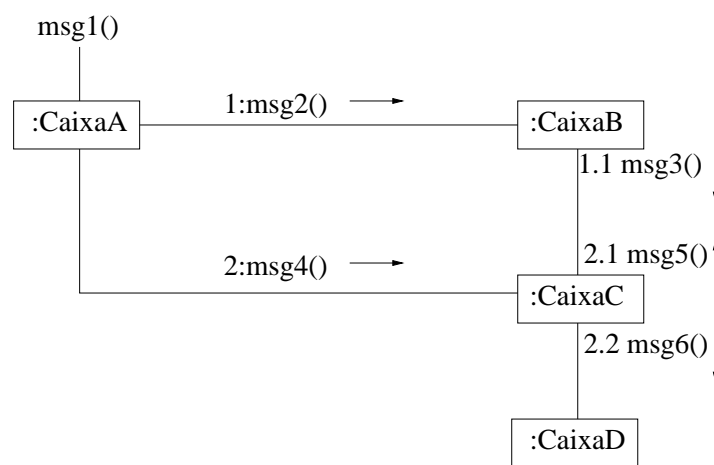 msg1()
1:msg2()
:CaixaA
:CaixaB
1.1 msg3()
2.1 msg5()
2:msg4()
:CaixaC
2.2 msg6()
:CaixaD